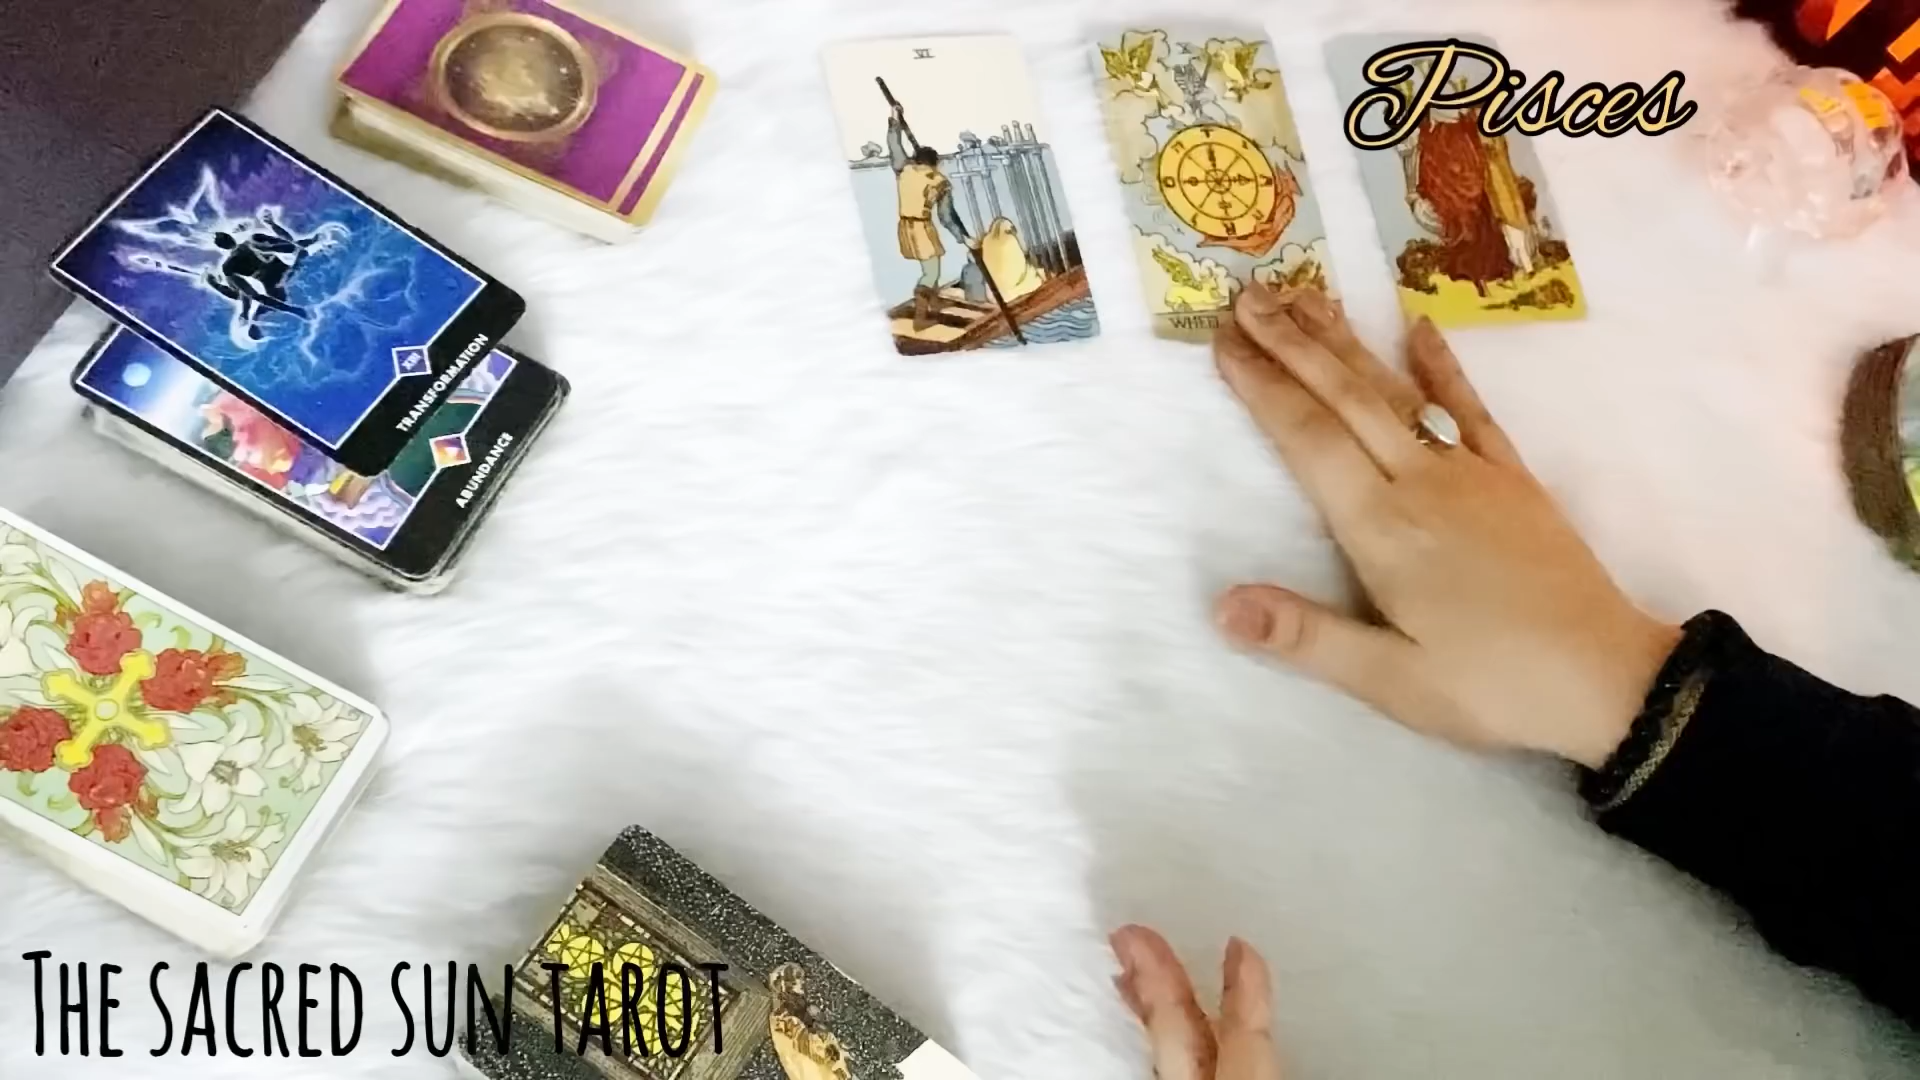 VI
X
Pisces
WHEEL
XIII
TRANSFORMATION
ABUNDANCE
THE SACRED SUN TAROT